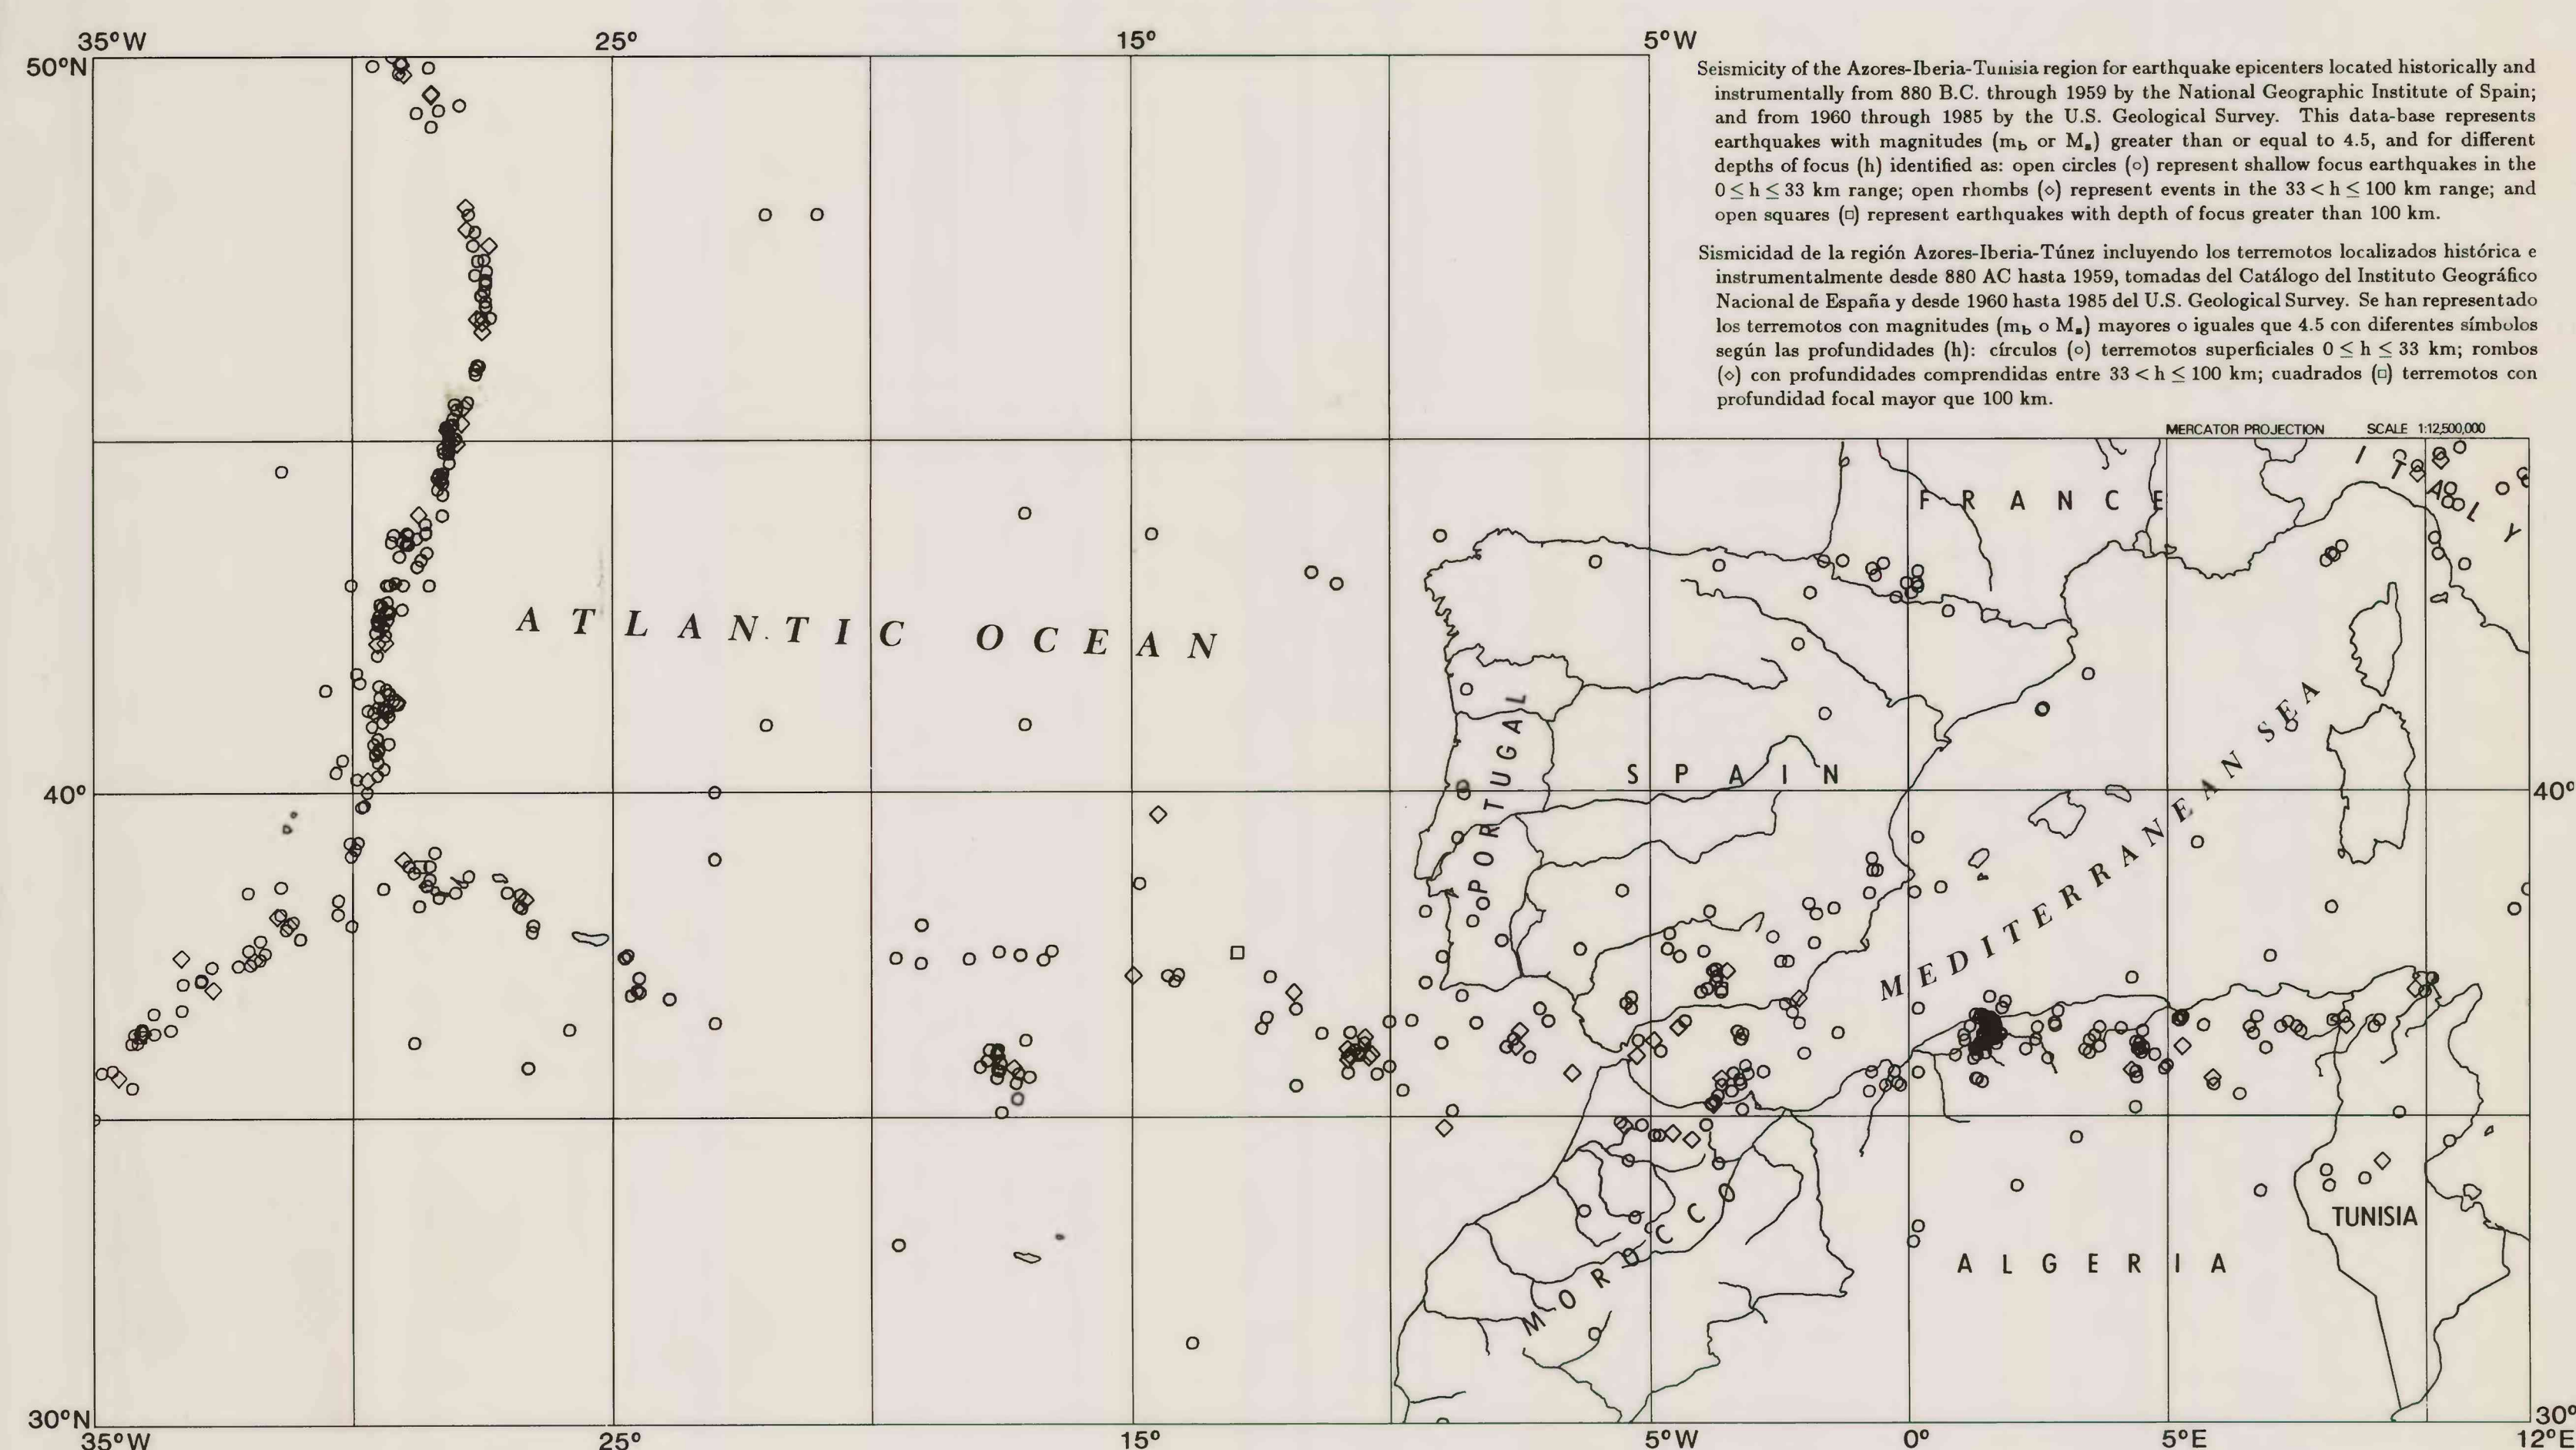 35°W 25° 15° 5°W
50°N
Seismicity of the Azores-Iberia-Tunisia region for earthquake epicenters located historically and
instrumentally from 880 B.C. through 1959 by the National Geographic Institute of Spain;
and from 1960 through 1985 by the U.S. Geological Survey. This data-base represents
earthquakes with magnitudes (m_b or M_s) greater than or equal to 4.5, and for different
depths of focus (h) identified as: open circles (○) represent shallow focus earthquakes in the
0 ≤ h ≤ 33 km range; open rhombs (◇) represent events in the 33 < h ≤ 100 km range; and
open squares (□) represent earthquakes with depth of focus greater than 100 km.
Sismicidad de la región Azores-Iberia-Túnez incluyendo los terremotos localizados histórica e
instrumentalmente desde 880 AC hasta 1959, tomadas del Catálogo del Instituto Geográfico
Nacional de España y desde 1960 hasta 1985 del U.S. Geological Survey. Se han representado
los terremotos con magnitudes (m_b o M_s) mayores o iguales que 4.5 con diferentes símbolos
según las profundidades (h): círculos (○) terremotos superficiales 0 ≤ h ≤ 33 km; rombos
(◇) con profundidades comprendidas entre 33 < h ≤ 100 km; cuadrados (□) terremotos con
profundidad focal mayor que 100 km.
MERCATOR PROJECTION SCALE 1:12,500,000
ITALY
FRANCE
ATLANTIC OCEAN
PORTUGAL
SPAIN
MEDITERRANEAN SEA
40° 40°
MOROCCO
ALGERIA
TUNISIA
30°N 30°
35°W 25° 15° 5°W 0° 5°E 12°E